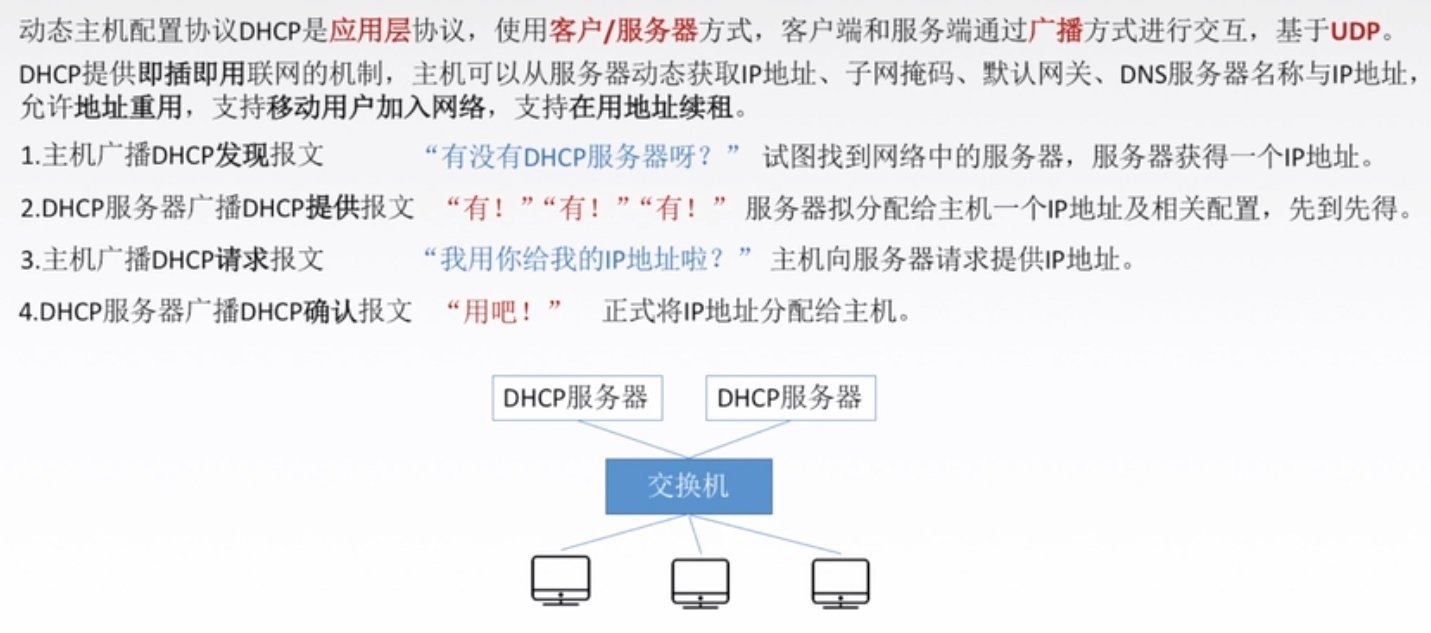 动态主机配置协议DHCP是应用层协议，使用客户/服务器方式，客户端和服务端通过广播方式进行交互，基于UDP。
DHCP提供即插即用联网的机制，主机可以从服务器动态获取IP地址、子网掩码、默认网关、DNS服务器名称与IP地址，
允许地址重用，支持移动用户加入网络，支持在用地址续租。
1.主机广播DHCP发现报文 “有没有DHCP服务器呀？” 试图找到网络中的服务器，服务器获得一个IP地址。
2.DHCP服务器广播DHCP提供报文 “有！”“有！”“有！” 服务器拟分配给主机一个IP地址及相关配置，先到先得。
3.主机广播DHCP请求报文 “我用你给我的IP地址啦？” 主机向服务器请求提供IP地址。
4.DHCP服务器广播DHCP确认报文 “用吧！” 正式将IP地址分配给主机。
DHCP服务器 DHCP服务器
交换机